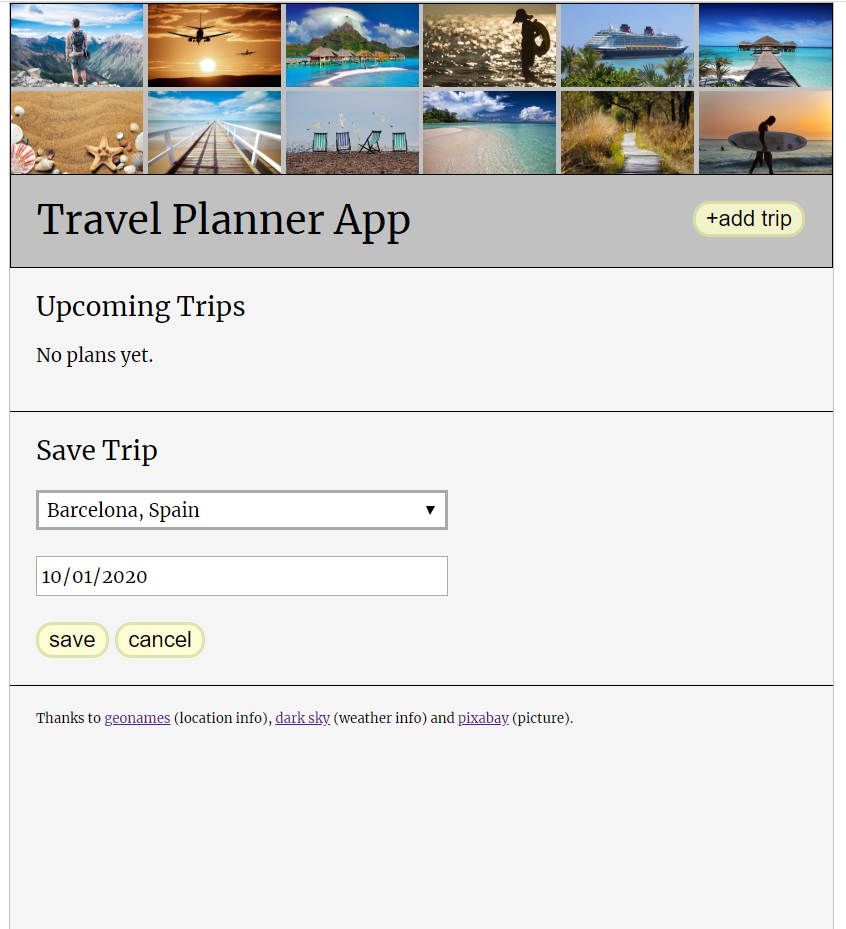 Travel Planner App
+add trip
Upcoming Trips
No plans yet.
Save Trip
Barcelona, Spain ▼
10/01/2020
save cancel
Thanks to geonames (location info), dark sky (weather info) and pixabay (picture).